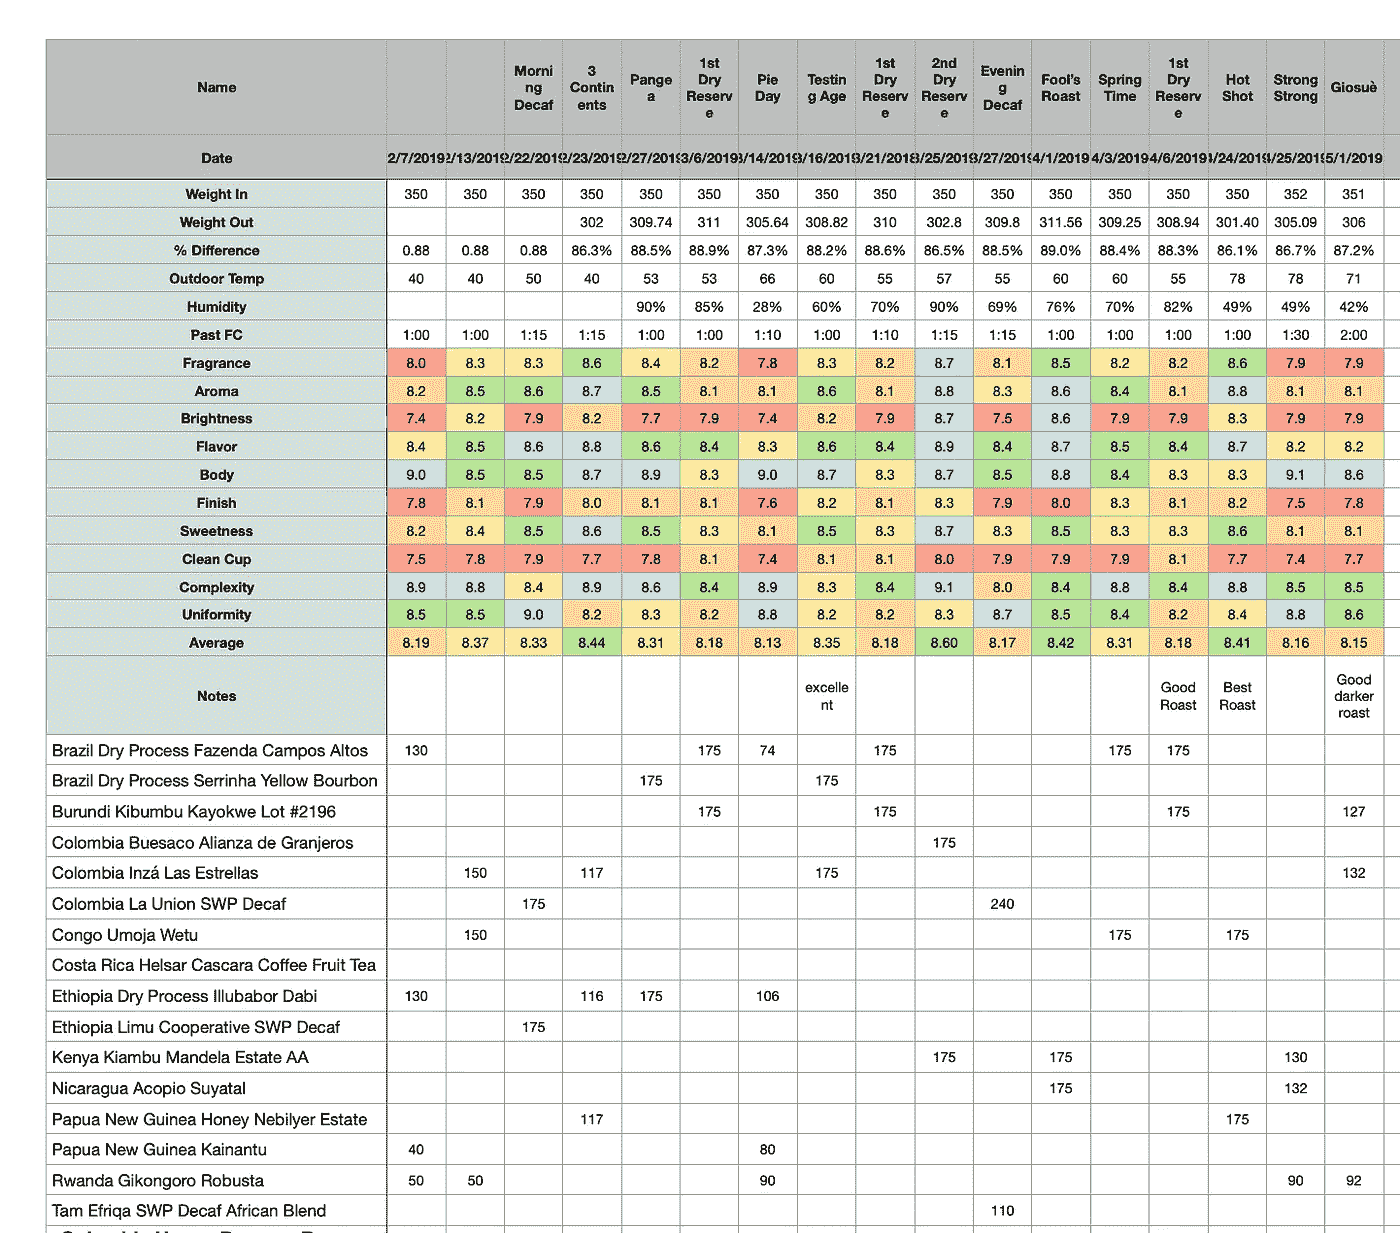 Name Morni ng Decaf 3 Contin ents Pange a 1st Dry Reserv e Pie Day Testin g Age 1st Dry Reserv e 2nd Dry Reserv e Evenin g Decaf Fool's Roast Spring Time 1st Dry Reserv e Hot Shot Strong Strong Giosuè
Date 2/7/2019 2/13/2019 2/22/2019 2/23/2019 2/27/2019 3/6/2019 3/14/2019 3/16/2019 3/21/2018 3/25/2019 3/27/2019 4/1/2019 4/3/2019 4/6/2019 4/24/2019 4/25/2019 5/1/2019
Weight In 350 350 350 350 350 350 350 350 350 350 350 350 350 350 350 352 351
Weight Out 302 309.74 311 305.64 308.82 310 302.8 309.8 311.56 309.25 308.94 301.40 305.09 306
% Difference 0.88 0.88 0.88 86.3% 88.5% 88.9% 87.3% 88.2% 88.6% 86.5% 88.5% 89.0% 88.4% 88.3% 86.1% 86.7% 87.2%
Outdoor Temp 40 40 50 40 53 53 66 60 55 57 55 60 60 55 78 78 71
Humidity 90% 85% 28% 60% 70% 90% 69% 76% 70% 82% 49% 49% 42%
Past FC 1:00 1:00 1:15 1:15 1:00 1:00 1:10 1:00 1:10 1:15 1:15 1:00 1:00 1:00 1:00 1:30 2:00
Fragrance 8.0 8.3 8.3 8.6 8.4 8.2 7.8 8.3 8.2 8.7 8.1 8.5 8.2 8.2 8.6 7.9 7.9
Aroma 8.2 8.5 8.6 8.7 8.5 8.1 8.1 8.6 8.1 8.8 8.3 8.6 8.4 8.1 8.8 8.1 8.1
Brightness 7.4 8.2 7.9 8.2 7.7 7.9 7.4 8.2 7.9 8.7 7.5 8.6 7.9 7.9 8.3 7.9 7.9
Flavor 8.4 8.5 8.6 8.8 8.6 8.4 8.3 8.6 8.4 8.9 8.4 8.7 8.5 8.4 8.7 8.2 8.2
Body 9.0 8.5 8.5 8.7 8.9 8.3 9.0 8.7 8.3 8.7 8.5 8.8 8.4 8.3 8.3 9.1 8.6
Finish 7.8 8.1 7.9 8.0 8.1 8.1 7.6 8.2 8.1 8.3 7.9 8.0 8.3 8.1 8.2 7.5 7.8
Sweetness 8.2 8.4 8.5 8.6 8.5 8.3 8.1 8.5 8.3 8.7 8.3 8.5 8.3 8.3 8.6 8.1 8.1
Clean Cup 7.5 7.8 7.9 7.7 7.8 8.1 7.4 8.1 8.1 8.0 7.9 7.9 7.9 8.1 7.7 7.4 7.7
Complexity 8.9 8.8 8.4 8.9 8.6 8.4 8.9 8.3 8.4 9.1 8.0 8.4 8.8 8.4 8.8 8.5 8.5
Uniformity 8.5 8.5 9.0 8.2 8.3 8.2 8.8 8.2 8.2 8.3 8.7 8.5 8.4 8.2 8.4 8.8 8.6
Average 8.19 8.37 8.33 8.44 8.31 8.18 8.13 8.35 8.18 8.60 8.17 8.42 8.31 8.18 8.41 8.16 8.15
Notes excelle nt Good Roast Best Roast Good darker roast
Brazil Dry Process Fazenda Campos Altos 130 175 74 175 175 175
Brazil Dry Process Serrinha Yellow Bourbon 175 175
Burundi Kibumbu Kayokwe Lot #2196 175 175 175 127
Colombia Buesaco Alianza de Granjeros 175
Colombia Inzá Las Estrellas 150 117 175 132
Colombia La Union SWP Decaf 175 240
Congo Umoja Wetu 150 175 175
Costa Rica Helsar Cascara Coffee Fruit Tea
Ethiopia Dry Process Illubabor Dabi 130 116 175 106
Ethiopia Limu Cooperative SWP Decaf 175
Kenya Kiambu Mandela Estate AA 175 175 130
Nicaragua Acopio Suyatal 175 132
Papua New Guinea Honey Nebilyer Estate 117 175
Papua New Guinea Kainantu 40 80
Rwanda Gikongoro Robusta 50 50 90 90 92
Tam Efriqa SWP Decaf African Blend 110